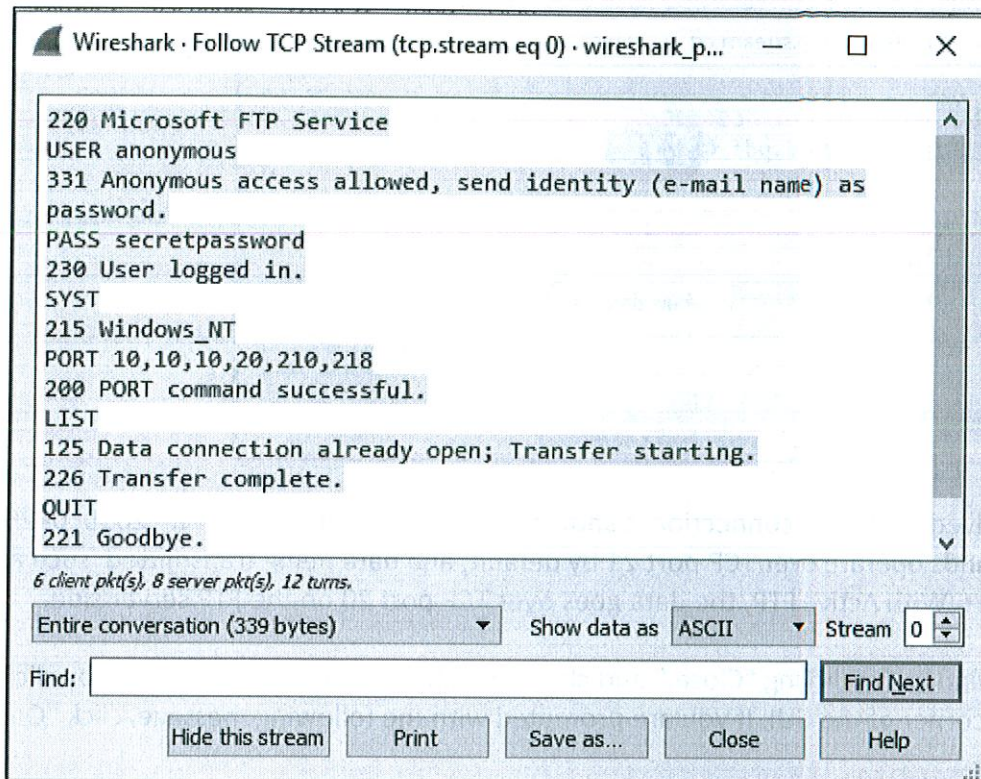 Wireshark · Follow TCP Stream (tcp.stream eq 0) · wireshark_p...
220 Microsoft FTP Service
USER anonymous
331 Anonymous access allowed, send identity (e-mail name) as
password.
PASS secretpassword
230 User logged in.
SYST
215 Windows_NT
PORT 10,10,10,20,210,218
200 PORT command successful.
LIST
125 Data connection already open; Transfer starting.
226 Transfer complete.
QUIT
221 Goodbye.
6 client pkt(s), 8 server pkt(s), 12 turns.
Entire conversation (339 bytes) Show data as ASCII Stream 0
Find: Find Next
Hide this stream Print Save as... Close Help